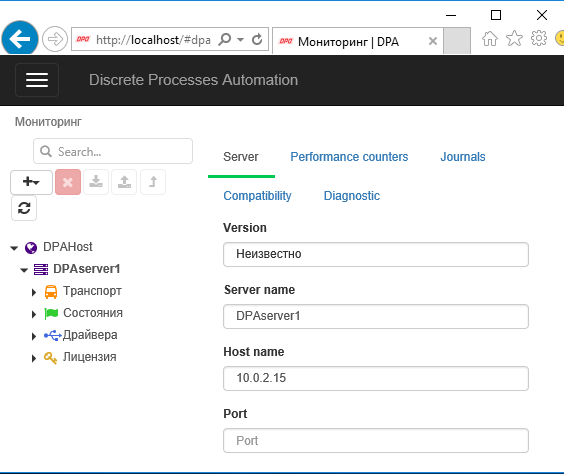 http://localhost/#dpa
Мониторинг | DPA
Discrete Processes Automation
Мониторинг
Search...
Server
Performance counters
Journals
Compatibility
Diagnostic
DPAHost
DPAserver1
Транспорт
Состояния
Драйвера
Лицензия
Version
Неизвестно
Server name
DPAserver1
Host name
10.0.2.15
Port
Port